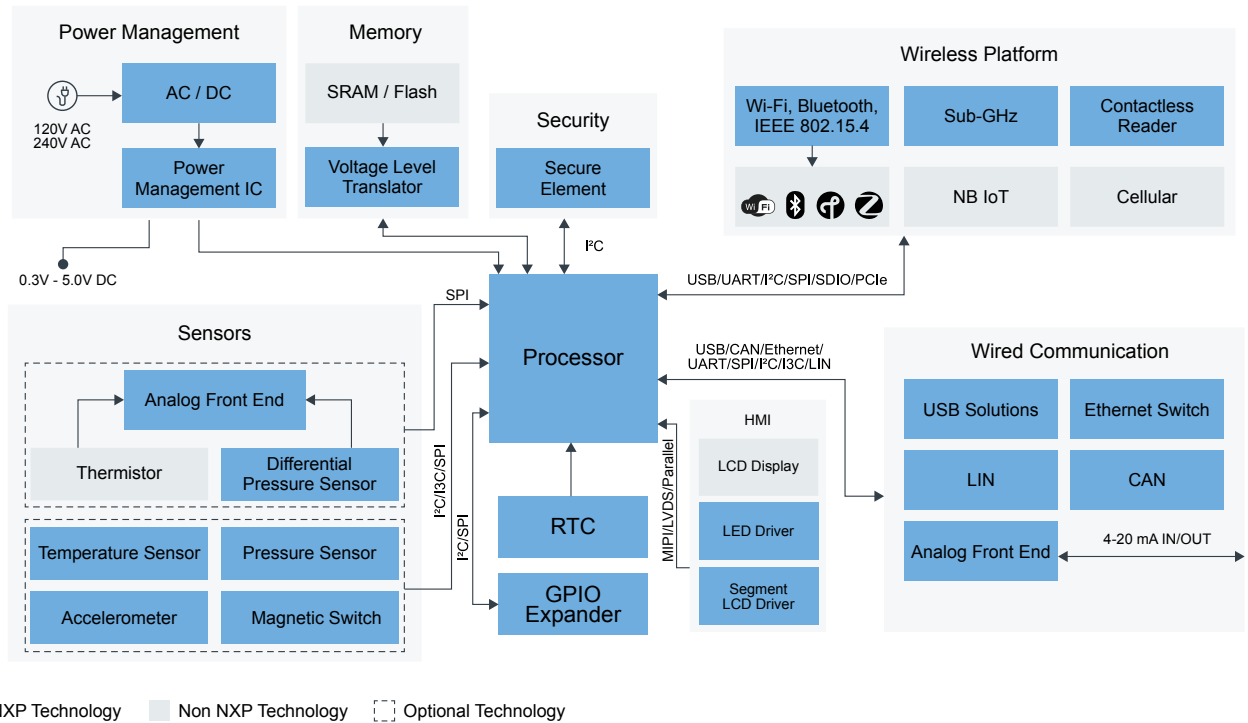 Power Management
AC / DC
120V AC
240V AC
Power
Management IC
0.3V - 5.0V DC
Memory
SRAM / Flash
Voltage Level
Translator
Security
Secure
Element
I²C
Wireless Platform
Wi-Fi, Bluetooth,
IEEE 802.15.4
Sub-GHz
Contactless
Reader
Wi Fi
NB IoT
Cellular
USB/UART/I²C/SPI/SDIO/PCIe
Sensors
Analog Front End
Thermistor
Differential
Pressure Sensor
Temperature Sensor
Pressure Sensor
Accelerometer
Magnetic Switch
SPI
I²C/I3C/SPI
I²C/SPI
Processor
RTC
GPIO
Expander
MIPI/LVDS/Parallel
HMI
LCD Display
LED Driver
Segment
LCD Driver
USB/CAN/Ethernet/
UART/SPI/I²C/I3C/LIN
Wired Communication
USB Solutions
Ethernet Switch
LIN
CAN
Analog Front End
4-20 mA IN/OUT
XP Technology
Non NXP Technology
Optional Technology